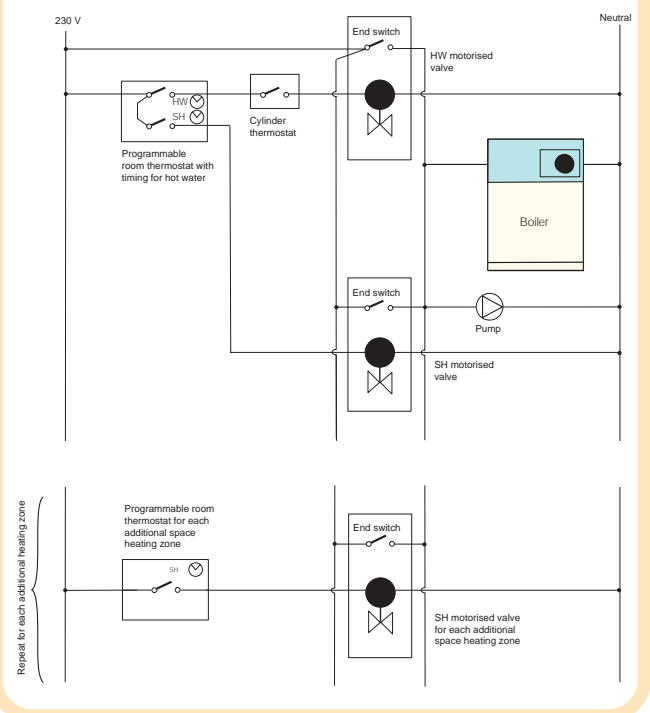 230 V
Neutral
End switch
HW motorised
valve
HW
SH
Cylinder
thermostat
Programmable
room thermostat with
timing for hot water
Boiler
End switch
Pump
SH motorised
valve
Repeat for each additional heating zone
Programmable room
thermostat for each
additional space
heating zone
SH
End switch
SH motorised valve
for each additional
space heating zone